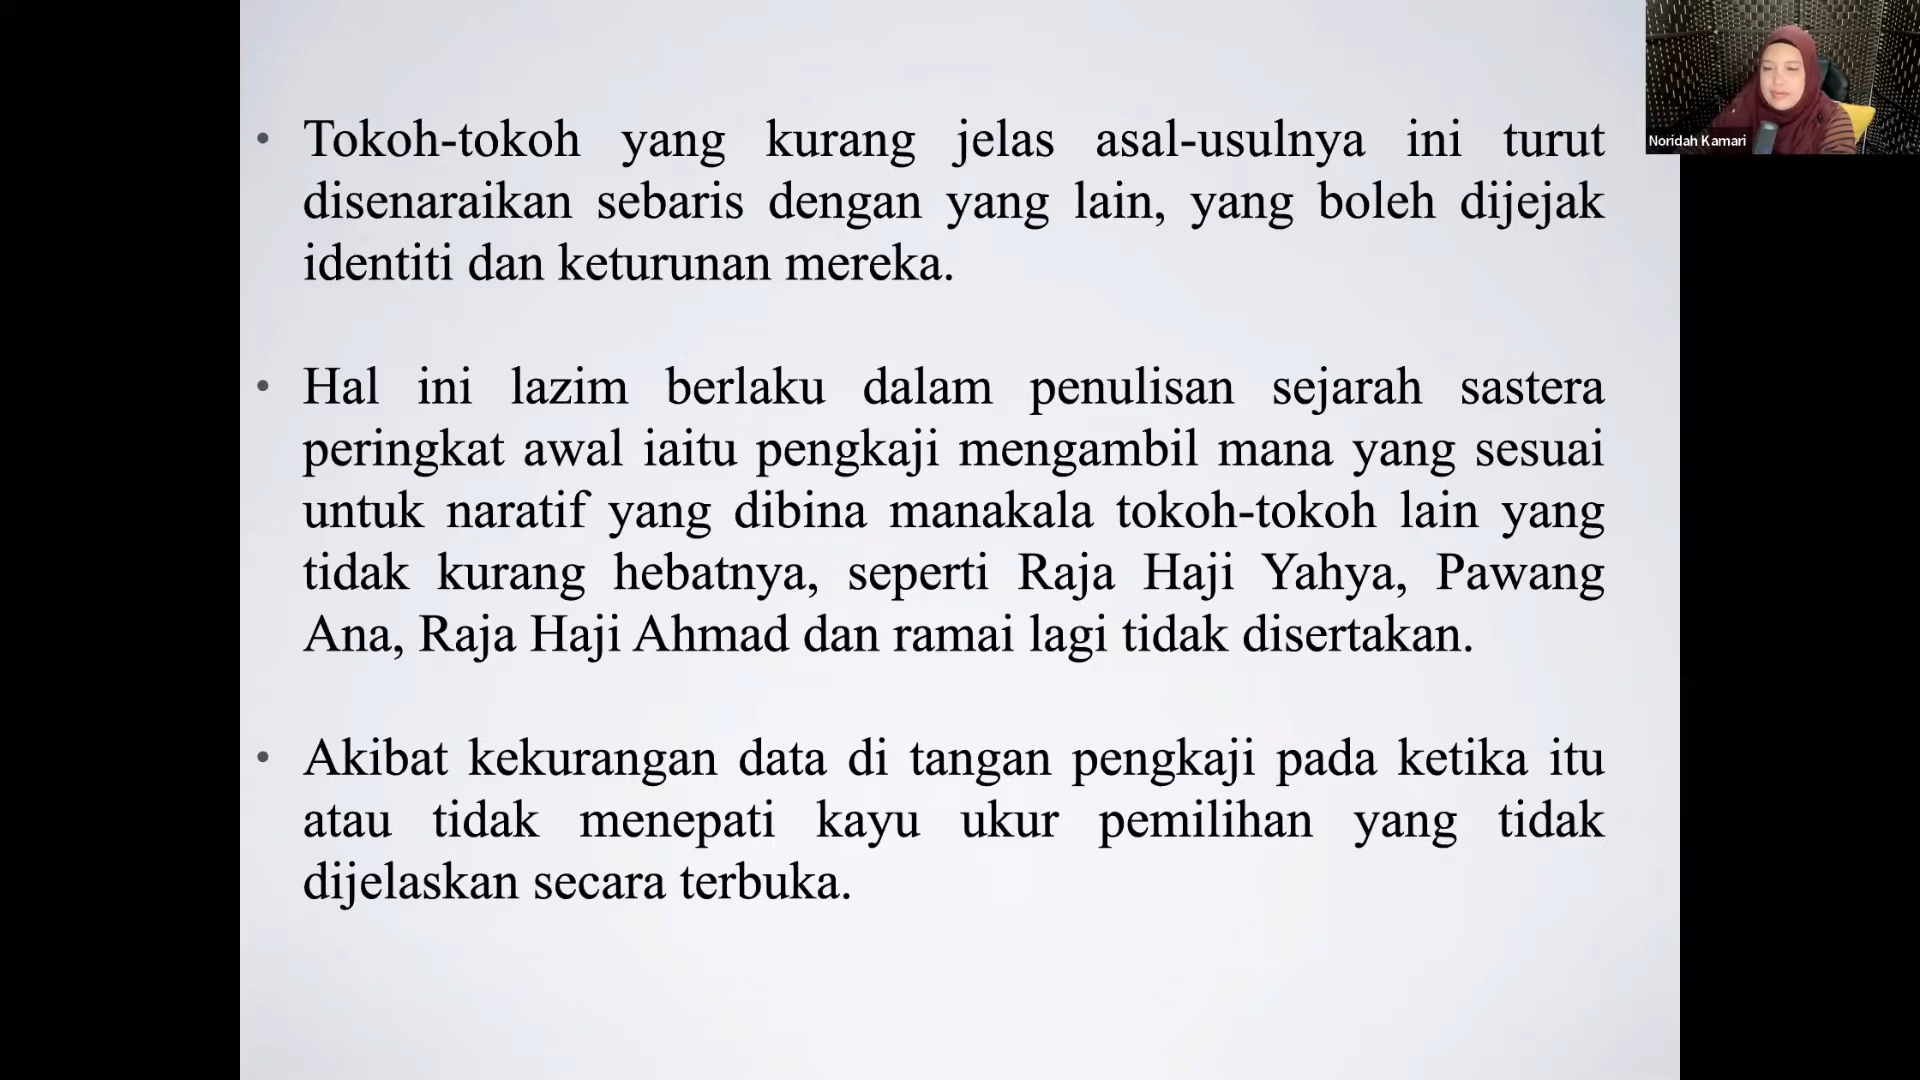 Tokoh-tokoh yang kurang jelas asal-usulnya ini turut
disenaraikan sebaris dengan yang lain, yang boleh dijejak
identiti dan keturunan mereka.
Hal ini lazim berlaku dalam penulisan sejarah sastera
peringkat awal iaitu pengkaji mengambil mana yang sesuai
untuk naratif yang dibina manakala tokoh-tokoh lain yang
tidak kurang hebatnya, seperti Raja Haji Yahya, Pawang
Ana, Raja Haji Ahmad dan ramai lagi tidak disertakan.
Akibat kekurangan data di tangan pengkaji pada ketika itu
atau tidak menepati kayu ukur pemilihan yang tidak
dijelaskan secara terbuka.
Noridah Kamari